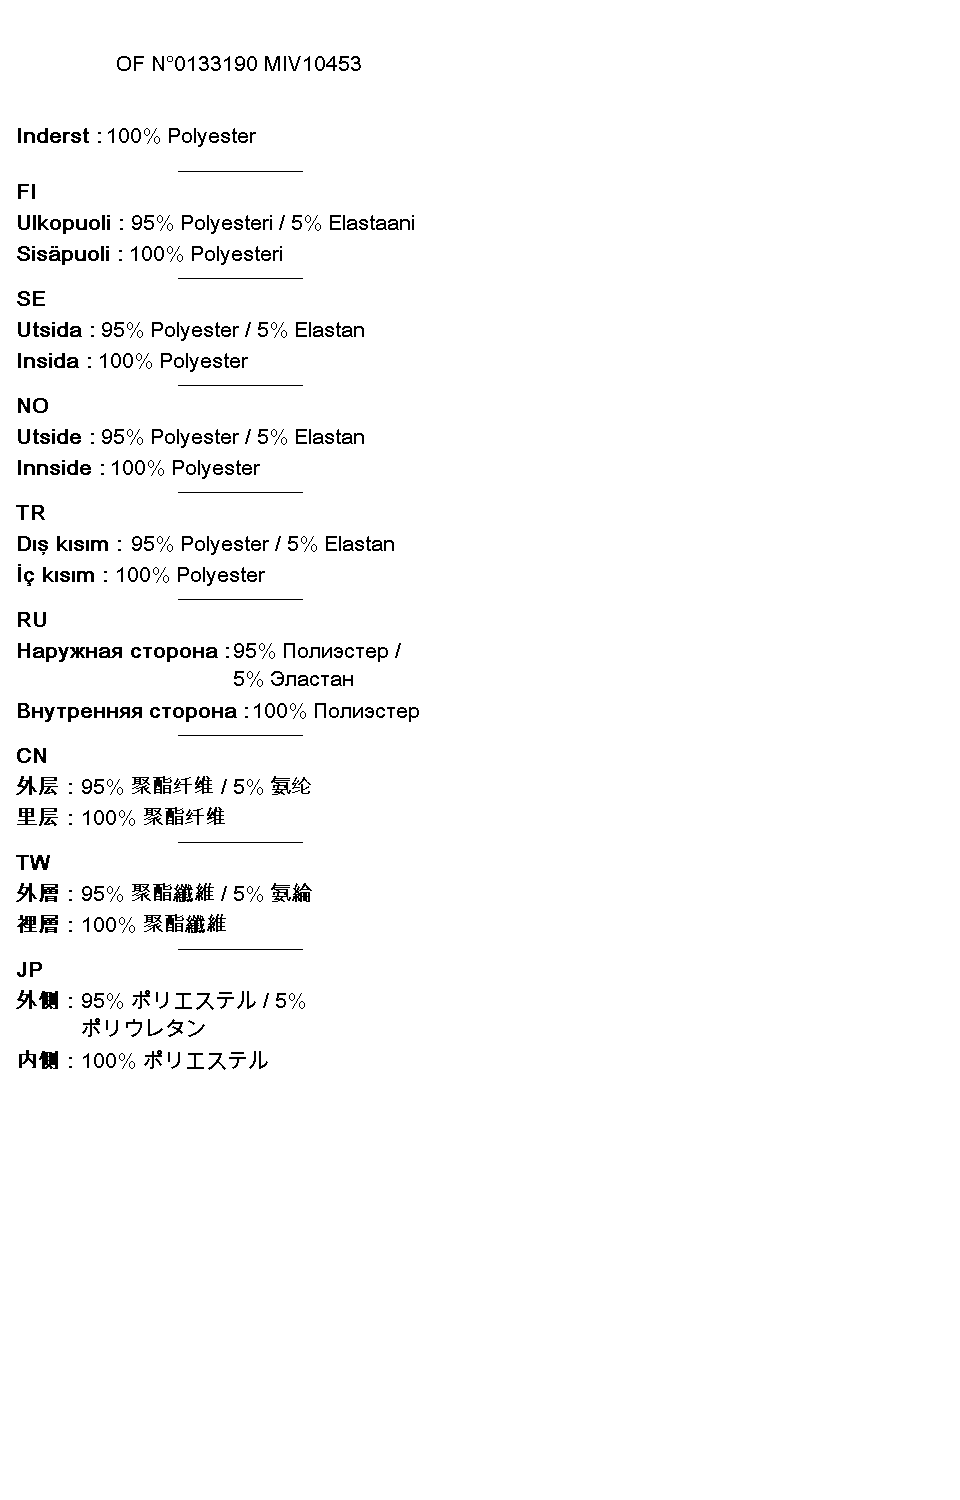 OF N°0133190 MIV10453
Inderst : 100% Polyester
FI
Ulkopuoli : 95% Polyesteri / 5% Elastaani
Sisäpuoli : 100% Polyesteri
SE
Utsida : 95% Polyester / 5% Elastan
Insida : 100% Polyester
NO
Utside : 95% Polyester / 5% Elastan
Innside : 100% Polyester
TR
Dış kısım : 95% Polyester / 5% Elastan
İç kısım : 100% Polyester
RU
Наружная сторона : 95% Полиэстер /
5% Эластан
Внутренняя сторона : 100% Полиэстер
CN
外层 : 95% 聚酯纤维 / 5% 氨纶
里层 : 100% 聚酯纤维
TW
外層 : 95% 聚酯纖維 / 5% 氨綸
裡層 : 100% 聚酯纖維
JP
外側 : 95% ポリエステル / 5%
ポリウレタン
内側 : 100% ポリエステル